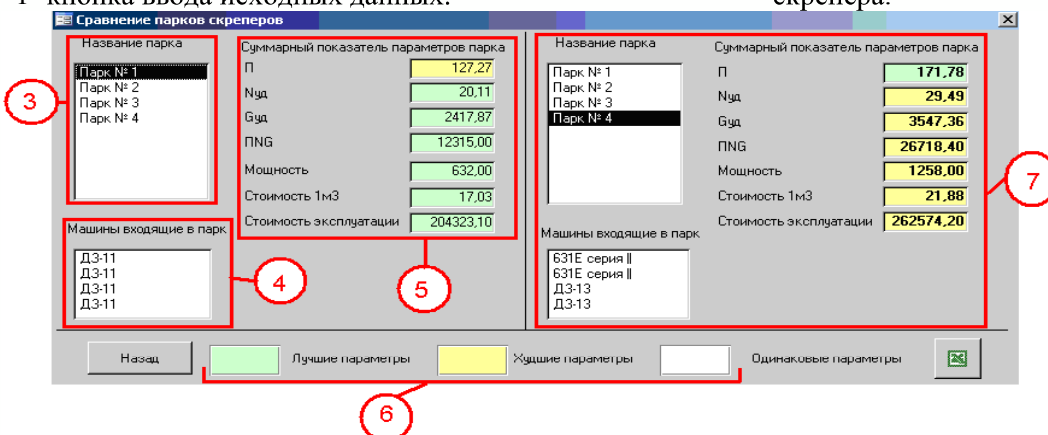 1- кнопка ввода исходных данных. скрепера.
Сравнение парков скреперов
Название парка
Парк № 1
Парк № 2
Парк № 3
Парк № 4
3
Суммарный показатель параметров парка
П 127,27
Nуд 20,11
Gуд 2417,87
ПNG 12315,00
Мощность 632,00
Стоимость 1м3 17,03
Стоимость эксплуатации 204323,10
5
Машины входящие в парк
ДЗ-11
ДЗ-11
ДЗ-11
ДЗ-11
4
Название парка
Парк № 1
Парк № 2
Парк № 3
Парк № 4
Суммарный показатель параметров парка
П 171,78
Nуд 29,49
Gуд 3547,36
ПNG 26718,40
Мощность 1258,00
Стоимость 1м3 21,88
Стоимость эксплуатации 262574,20
7
Машины входящие в парк
631Е серия ||
631Е серия ||
ДЗ-13
ДЗ-13
Назад Лучшие параметры Худшие параметры Одинаковые параметры
6